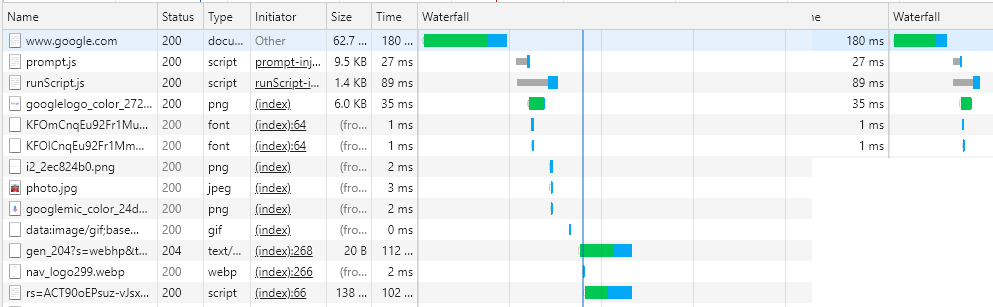 Name Status Type Initiator Size Time Waterfall ne Waterfall
www.google.com 200 docu... Other 62.7 ... 180 ... 180 ms
prompt.js 200 script prompt-inj... 9.5 KB 27 ms 27 ms
runScript.js 200 script runScript-i... 1.4 KB 89 ms 89 ms
googlelogo_color_272... 200 png (index) 6.0 KB 35 ms 35 ms
KFOmCnqEu92Fr1Mu... 200 font (index):64 (fro... 1 ms 1 ms
KFOlCnqEu92Fr1Mm... 200 font (index):64 (fro... 1 ms 1 ms
i2_2ec824b0.png 200 png (index) (fro... 2 ms
photo.jpg 200 jpeg (index) (fro... 3 ms
googlemic_color_24d... 200 png (index) (fro... 2 ms
data:image/gif;base... 200 gif (index) (fro... 0 ms
gen_204?s=webhp&t... 204 text/... (index):268 20 B 112 ...
nav_logo299.webp 200 webp (index):266 (fro... 2 ms
rs=ACT90oEPsuz-vJsx... 200 script (index):66 138 ... 102 ...